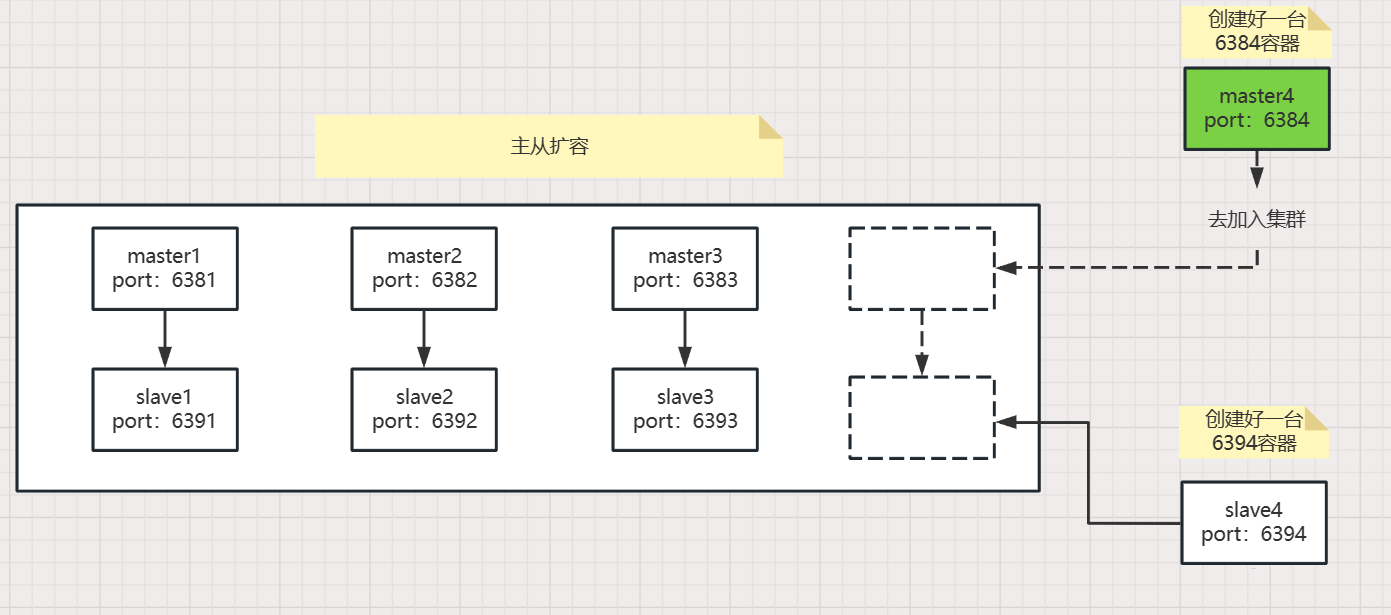 创建好一台
6384容器
master4
port：6384
主从扩容
去加入集群
master1
port：6381
master2
port：6382
master3
port：6383
slave1
port：6391
slave2
port：6392
slave3
port：6393
创建好一台
6394容器
slave4
port：6394